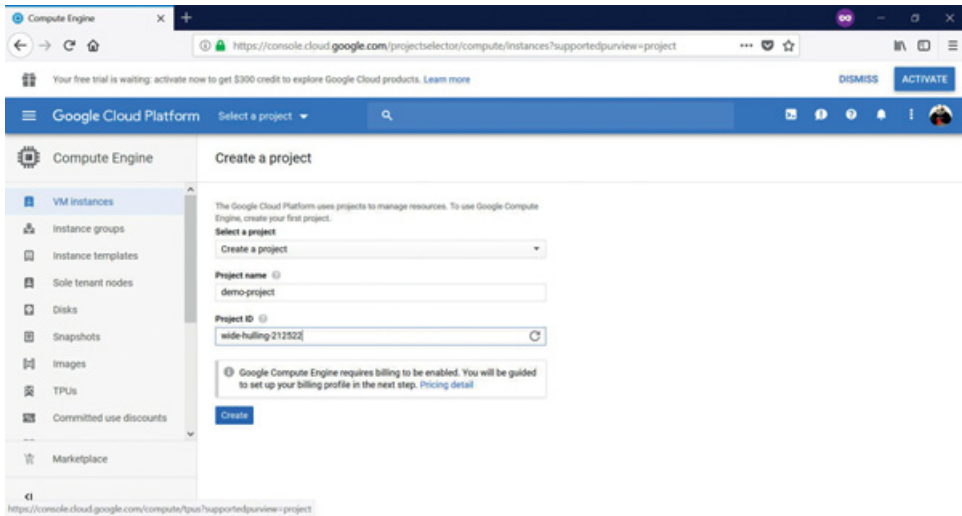 Compute Engine
https://console.cloud.google.com/projectselector/compute/instances?supportedpurview=project
Your free trial is waiting: activate now to get $300 credit to explore Google Cloud products. Learn more
DISMISS
ACTIVATE
Google Cloud Platform
Select a project
Compute Engine
Create a project
VM instances
Instance groups
Instance templates
Sole tenant nodes
Disks
Snapshots
Images
TPUs
Committed use discounts
Marketplace
The Google Cloud Platform uses projects to manage resources. To use Google Compute
Engine, create your first project.
Select a project
Create a project
Project name
demo-project
Project ID
wide-hulling-212522
Google Compute Engine requires billing to be enabled. You will be guided
to set up your billing profile in the next step. Pricing detail
Create
https://console.cloud.google.com/compute/tpus?supportedpurview=project